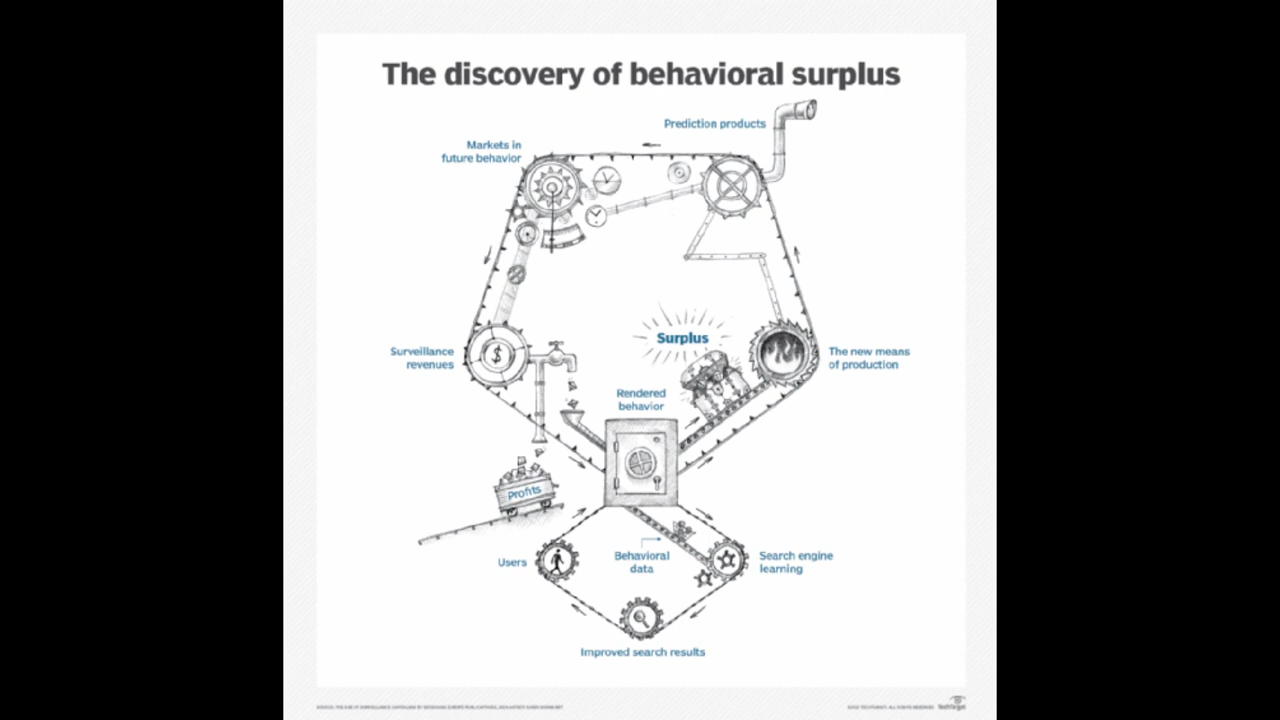 The discovery of behavioral surplus
Prediction products
Markets in
future behavior
Surplus
Surveillance
revenues
The new means
of production
Rendered
behavior
Profits
Users
Behavioral
data
Search engine
learning
Improved search results
TechTarget